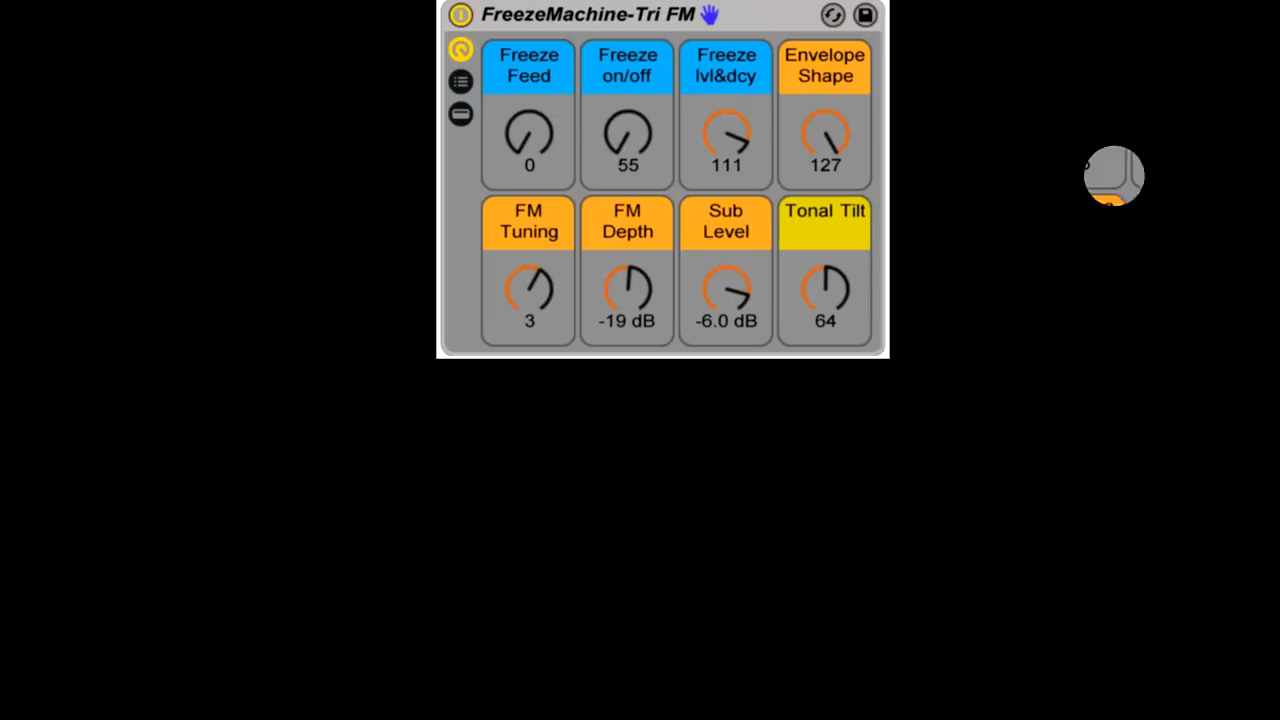 FreezeMachine-Tri FM
Freeze Feed
Freeze on/off
Freeze lvl&dcy
Envelope Shape
0
55
111
127
FM Tuning
FM Depth
Sub Level
Tonal Tilt
3
-19 dB
-6.0 dB
64